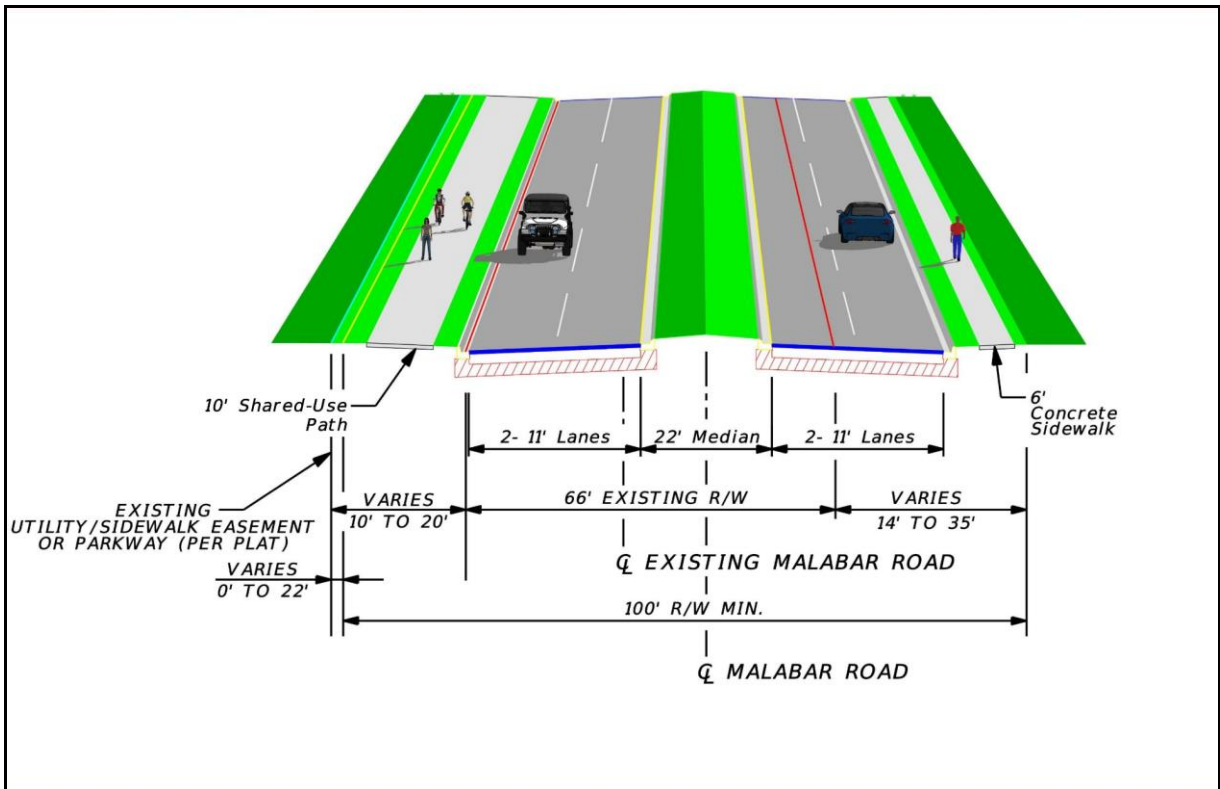 10' Shared-Use
Path
2- 11' Lanes
22' Median
2- 11' Lanes
6'
Concrete
Sidewalk
EXISTING
UTILITY/SIDEWALK EASEMENT
OR PARKWAY (PER PLAT)
VARIES
10' TO 20'
66' EXISTING R/W
VARIES
14' TO 35'
℄ EXISTING MALABAR ROAD
VARIES
0' TO 22'
100' R/W MIN.
℄ MALABAR ROAD